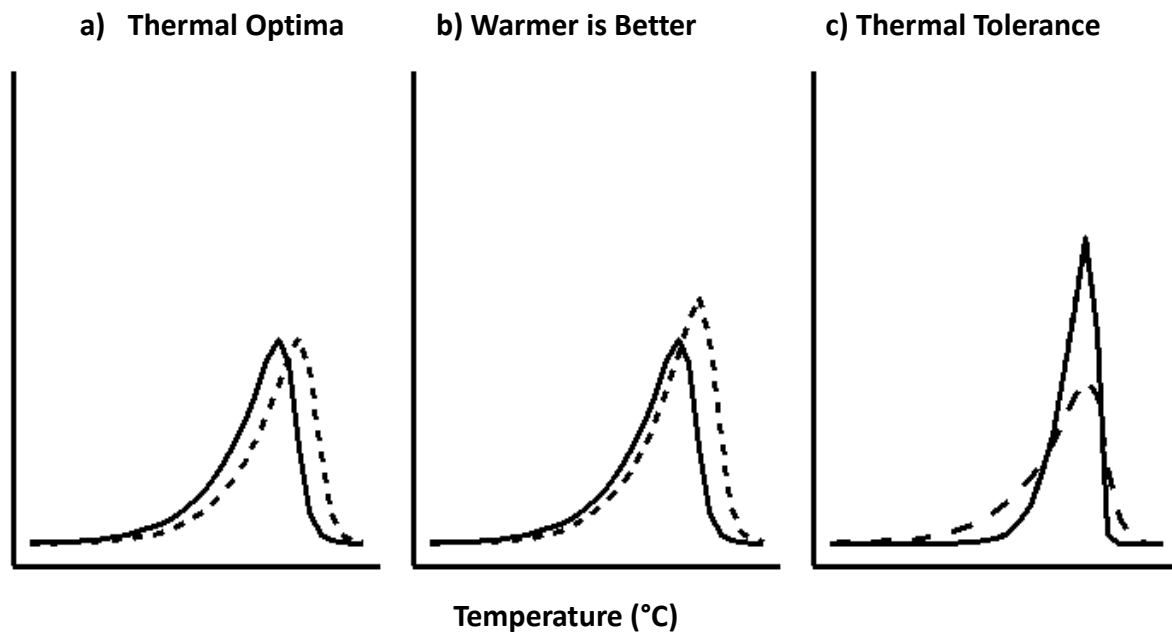 a) Thermal Optima
b) Warmer is Better
c) Thermal Tolerance
Temperature (°C)